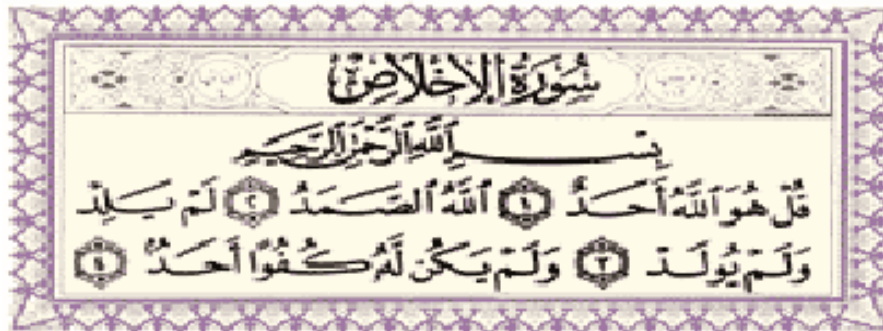 سُورَةُ الإِخْلَاصِ
بِسْمِ اللَّهِ الرَّحْمَٰنِ الرَّحِيمِ
قُلْ هُوَ اللَّهُ أَحَدٌ ١ اللَّهُ الصَّمَدُ ٢ لَمْ يَلِدْ
وَلَمْ يُولَدْ ٣ وَلَمْ يَكُن لَّهُ كُفُوًا أَحَدٌ ٤